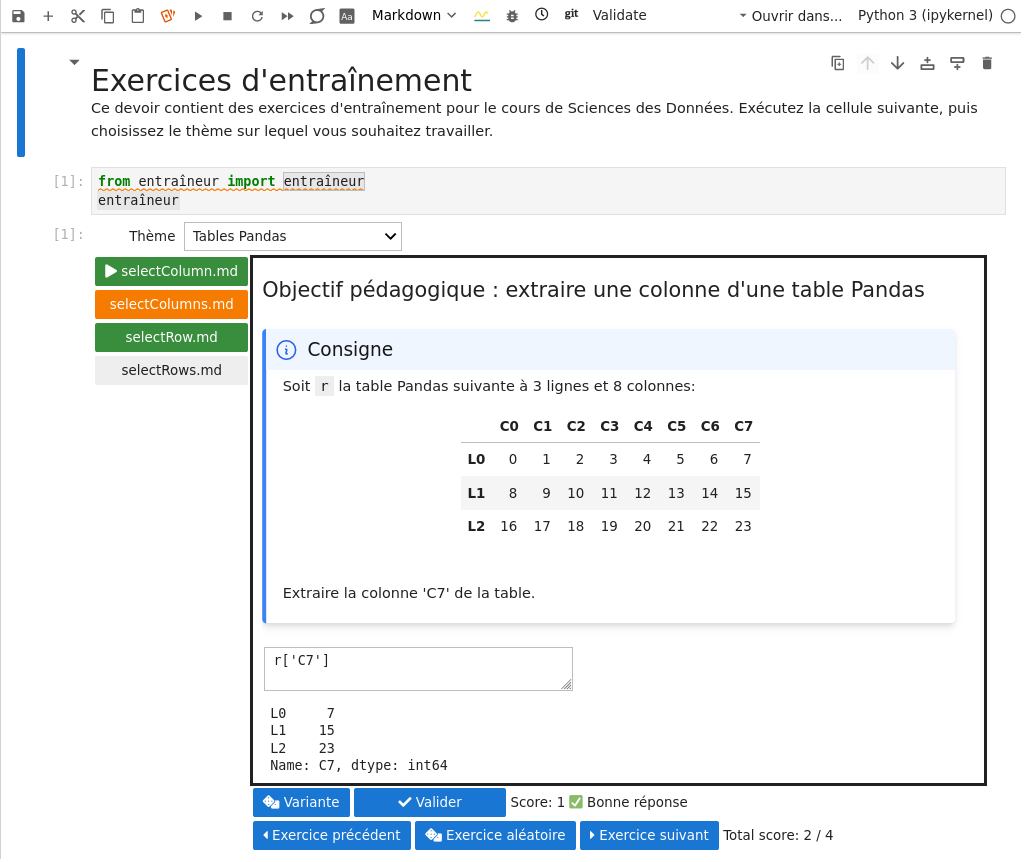 Aa Markdown git Validate Ouvrir dans... Python 3 (ipykernel)
Exercices d'entraînement
Ce devoir contient des exercices d'entraînement pour le cours de Sciences des Données. Exécutez la cellule suivante, puis
choisissez le thème sur lequel vous souhaitez travailler.
[1]: from entraîneur import entraîneur
entraîneur
[1]: Thème Tables Pandas
selectColumn.md
selectColumns.md
selectRow.md
selectRows.md
Objectif pédagogique : extraire une colonne d'une table Pandas
Consigne
Soit r la table Pandas suivante à 3 lignes et 8 colonnes:
C0 C1 C2 C3 C4 C5 C6 C7
L0 0 1 2 3 4 5 6 7
L1 8 9 10 11 12 13 14 15
L2 16 17 18 19 20 21 22 23
Extraire la colonne 'C7' de la table.
r['C7']
L0 7
L1 15
L2 23
Name: C7, dtype: int64
Variante Valider Score: 1 ✅ Bonne réponse
Exercice précédent Exercice aléatoire Exercice suivant Total score: 2 / 4